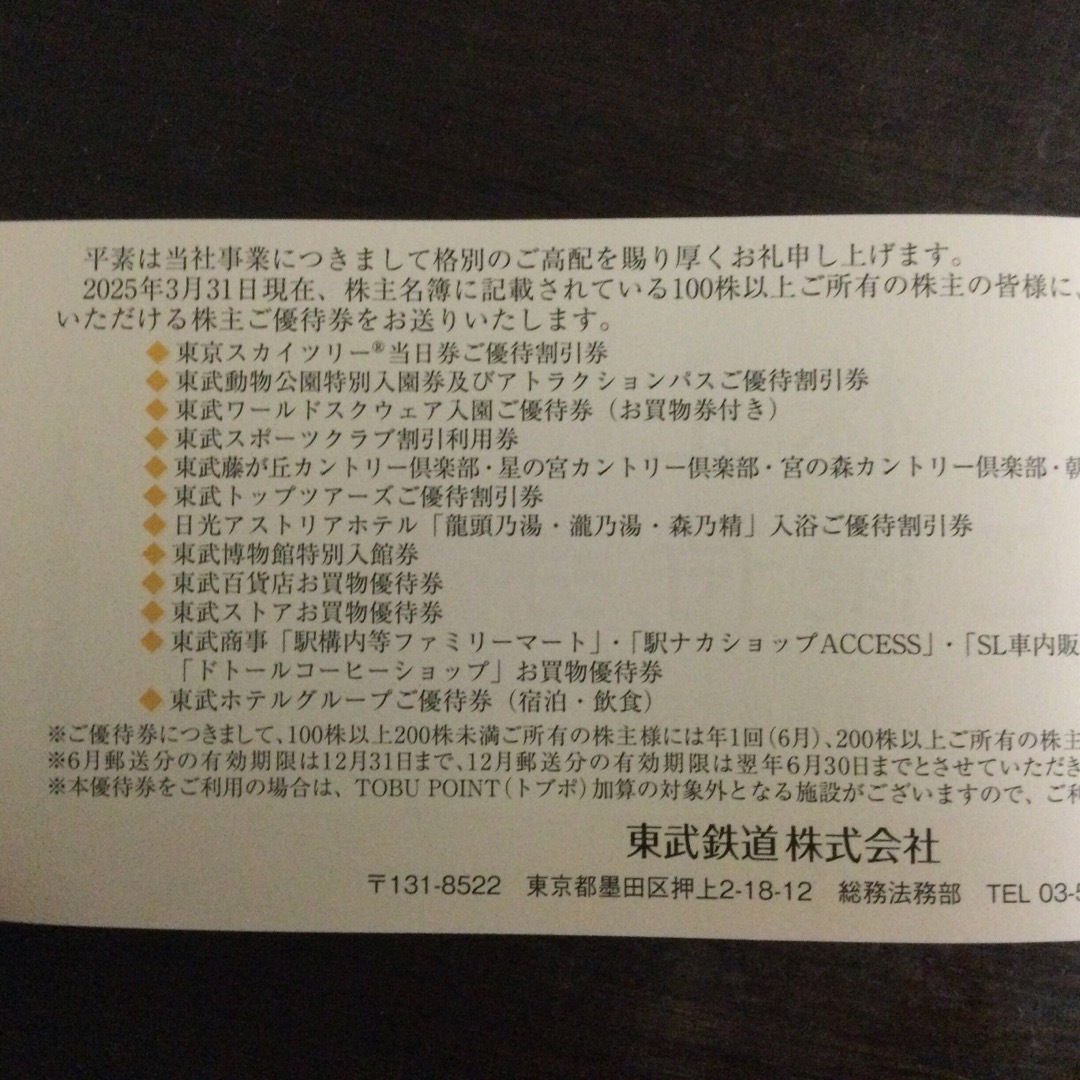 平素は当社事業につきまして格別のご高配を賜り厚くお礼申し上げます。
2025年3月31日現在、株主名簿に記載されている100株以上ご所有の株主の皆様に、
いただける株主ご優待券をお送りいたします。
◆東京スカイツリー®当日券ご優待割引券
◆東武動物公園特別入園券及びアトラクションパスご優待割引券
◆東武ワールドスクウェア入園ご優待券（お買物券付き）
◆東武スポーツクラブ割引利用券
◆東武藤が丘カントリー倶楽部・星の宮カントリー倶楽部・宮の森カントリー倶楽部・朝
◆東武トップツアーズご優待割引券
◆日光アストリアホテル「龍頭乃湯・瀧乃湯・森乃精」入浴ご優待割引券
◆東武博物館特別入館券
◆東武百貨店お買物優待券
◆東武ストアお買物優待券
◆東武商事「駅構内等ファミリーマート」・「駅ナカショップACCESS」・「SL車内販
「ドトールコーヒーショップ」お買物優待券
◆東武ホテルグループご優待券（宿泊・飲食）
※ご優待券につきまして、100株以上200株未満ご所有の株主様には年1回（6月）、200株以上ご所有の株主
※6月郵送分の有効期限は12月31日まで、12月郵送分の有効期限は翌年6月30日までとさせていただき
※本優待券をご利用の場合は、TOBU POINT（トブポ）加算の対象外となる施設がございますので、ご利
東武鉄道株式会社
〒131-8522 東京都墨田区押上2-18-12 総務法務部 TEL 03-5